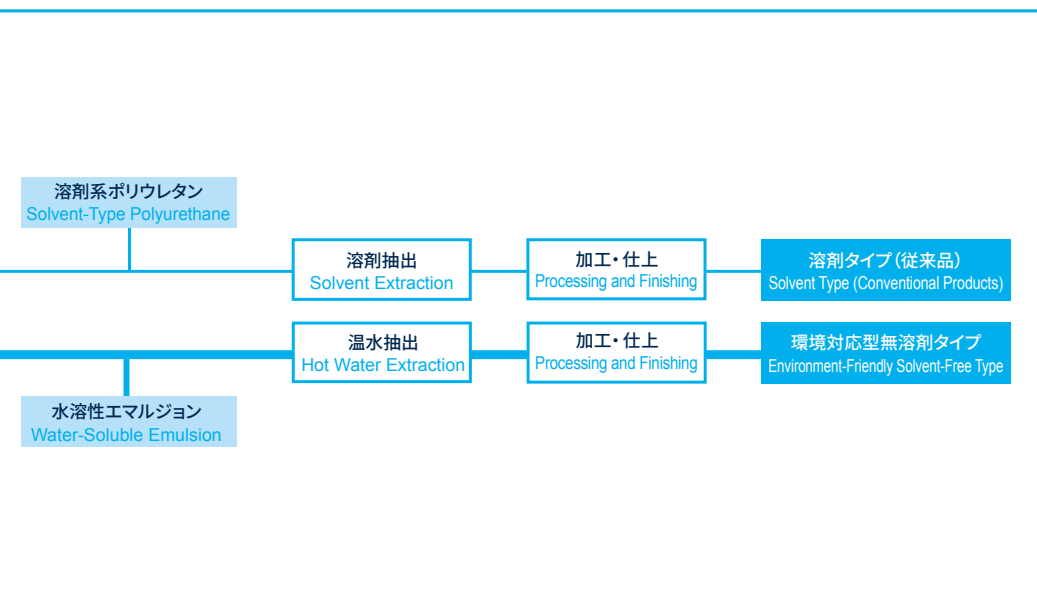 溶剤系ポリウレタン
Solvent-Type Polyurethane
溶剤抽出
Solvent Extraction
加工・仕上
Processing and Finishing
溶剤タイプ（従来品）
Solvent Type (Conventional Products)
温水抽出
Hot Water Extraction
加工・仕上
Processing and Finishing
環境対応型無溶剤タイプ
Environment-Friendly Solvent-Free Type
水溶性エマルジョン
Water-Soluble Emulsion